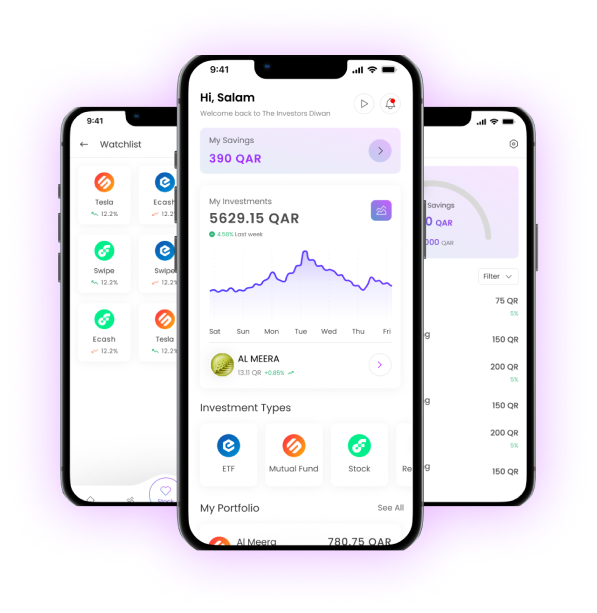 9:41
Watchlist
Tesla
12.2%
Ecash
12.2%
Swipe
12.2%
Swipe
12.2%
Ecash
12.2%
Tesla
12.2%
9:41
Hi, Salam
Welcome back to The Investors Diwan
My Savings
390 QAR
My Investments
5629.15 QAR
4.59% Last week
Sat Sun Mon Tue Wed Thu Fri
AL MEERA
13.11 QR +0.85%
Investment Types
ETF
Mutual Fund
Stock
Re
My Portfolio
See All
Al Meera
780.75 QAR
Savings
0 QAR
000 QAR
Filter
75 QR
5%
g
150 QR
200 QR
5%
g
150 QR
200 QR
5%
g
150 QR